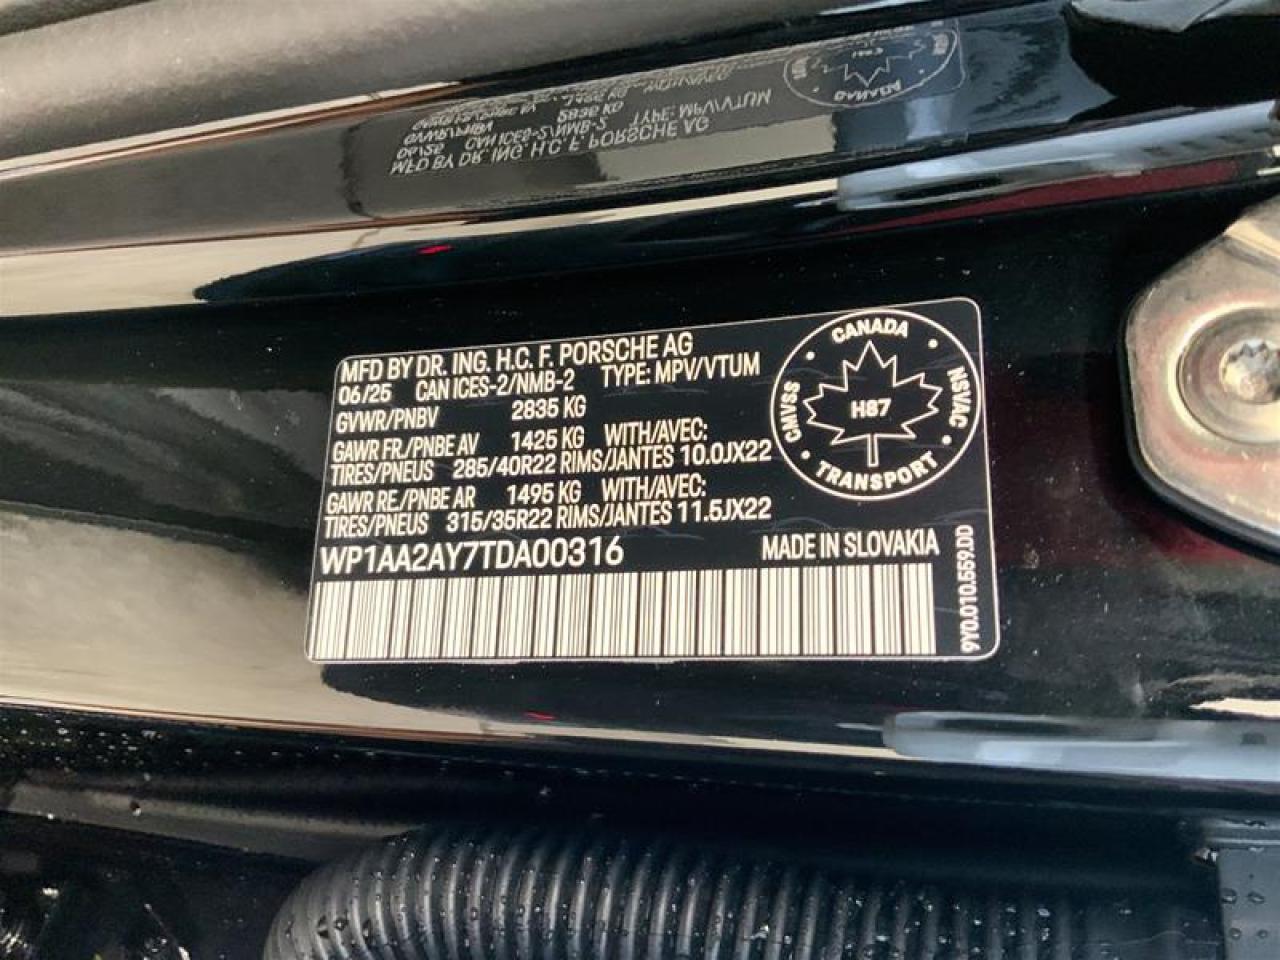 MFD BY DR. ING. H.C. F. PORSCHE AG
06/25 CAN ICES-2/NMB-2 TYPE: MPV/VTUM
GVWR/PNBV 2835 KG
GAWR FR./PNBE AV 1425 KG WITH/AVEC:
TIRES/PNEUS 285/40R22 RIMS/JANTES 10.0JX22
GAWR RE./PNBE AR 1495 KG WITH/AVEC:
TIRES/PNEUS 315/35R22 RIMS/JANTES 11.5JX22
WP1AA2AY7TDA00316 MADE IN SLOVAKIA
CANADA
CMVSS
H87
NSVAC
TRANSPORT
9Y0.010.559.DD